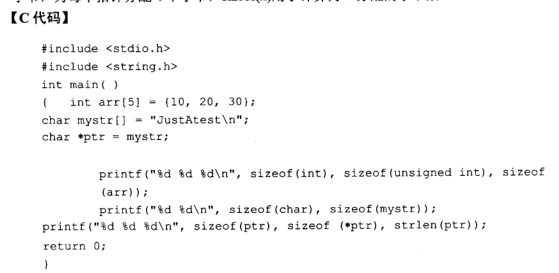 【C代码】
#include <stdio.h>
#include <string.h>
int main( )
{ int arr[5] = {10, 20, 30};
char mystr[] = "JustAtest\n";
char *ptr = mystr;
printf("%d %d %d\n", sizeof(int), sizeof(unsigned int), sizeof
(arr));
printf("%d %d\n", sizeof(char), sizeof(mystr));
printf("%d %d %d\n", sizeof(ptr), sizeof (*ptr), strlen(ptr));
return 0;
}